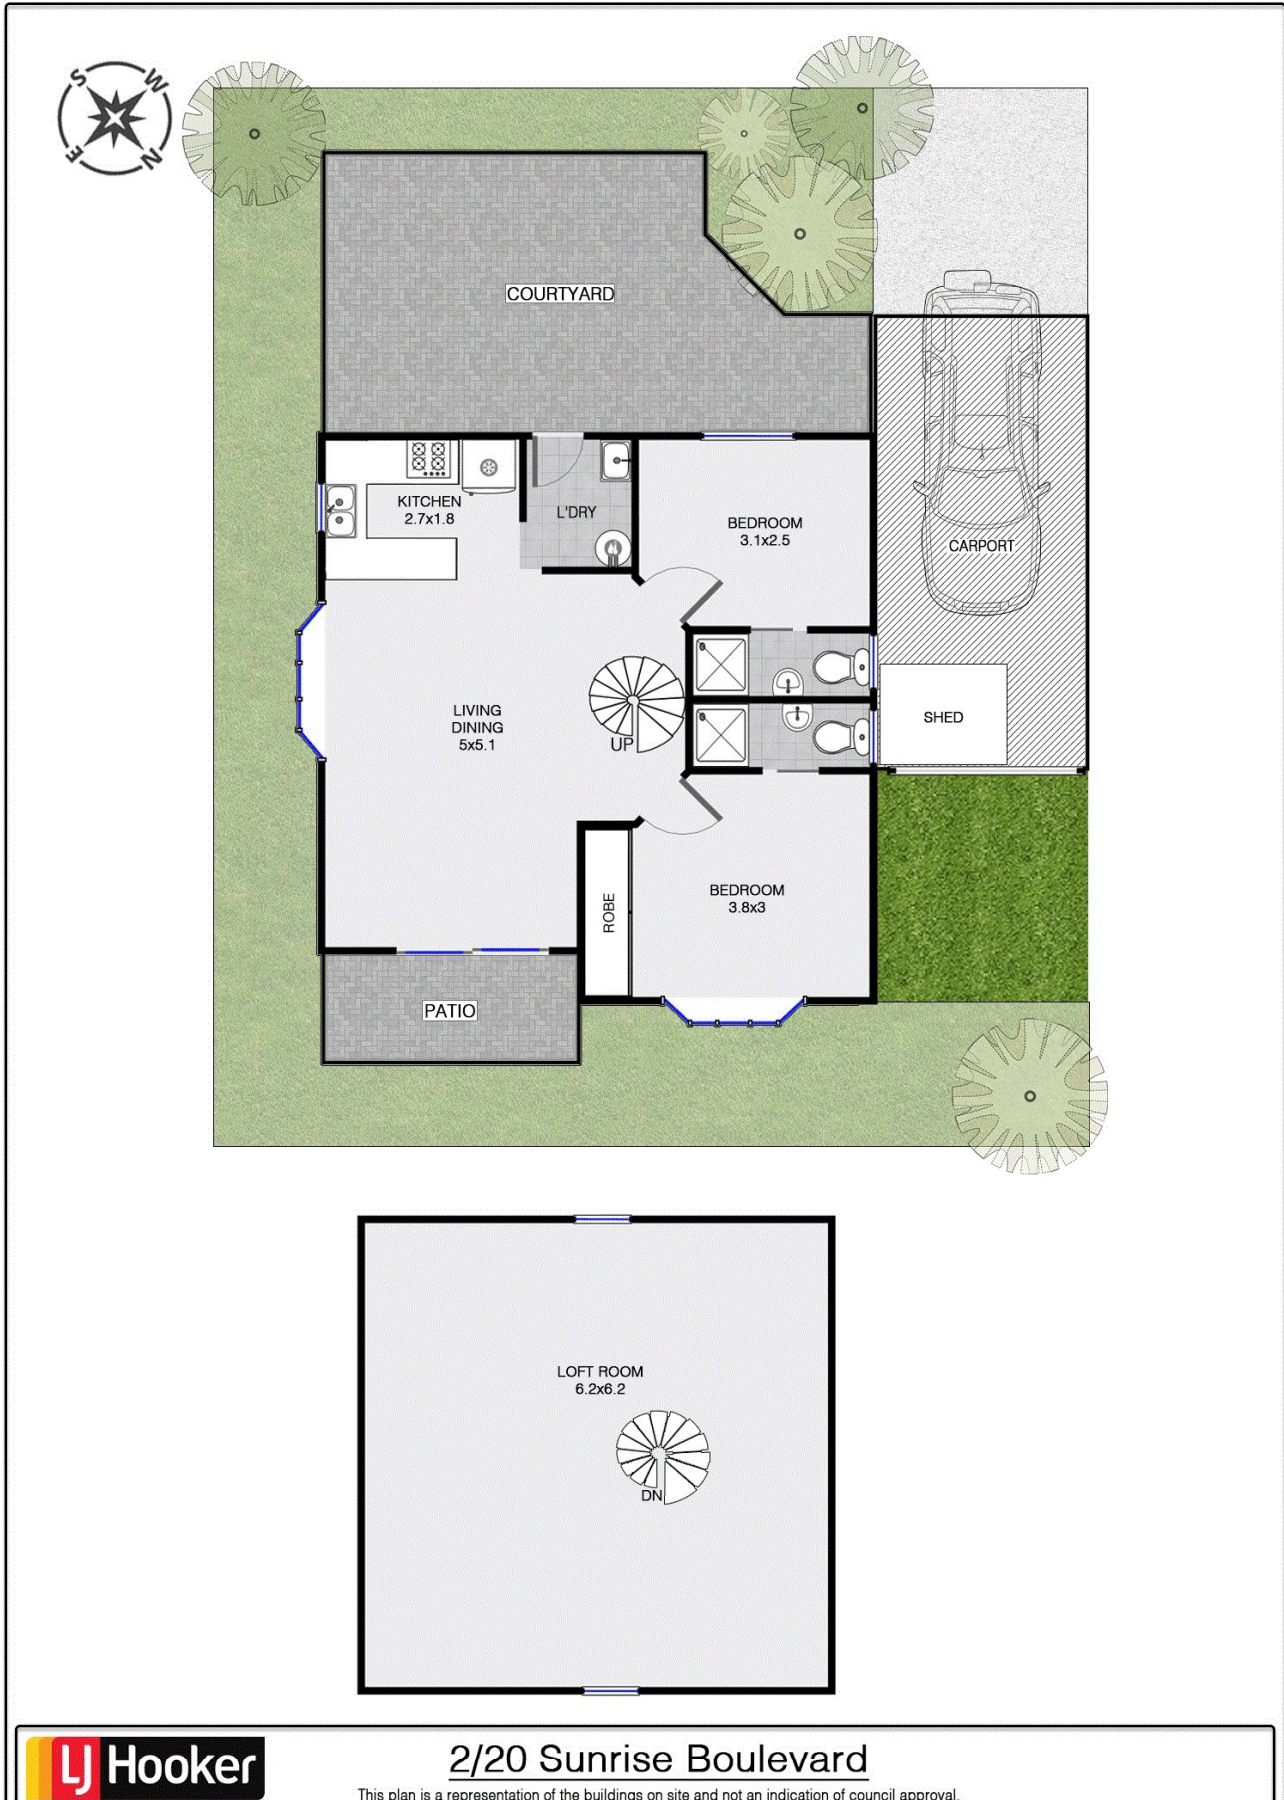 S
W
E
N
COURTYARD
KITCHEN
2.7x1.8
L'DRY
BEDROOM
3.1x2.5
CARPORT
LIVING
DINING
5x5.1
UP
SHED
ROBE
BEDROOM
3.8x3
PATIO
LOFT ROOM
6.2x6.2
DN
LJ Hooker
2/20 Sunrise Boulevard
This plan is a representation of the buildings on site and not an indication of council approval.